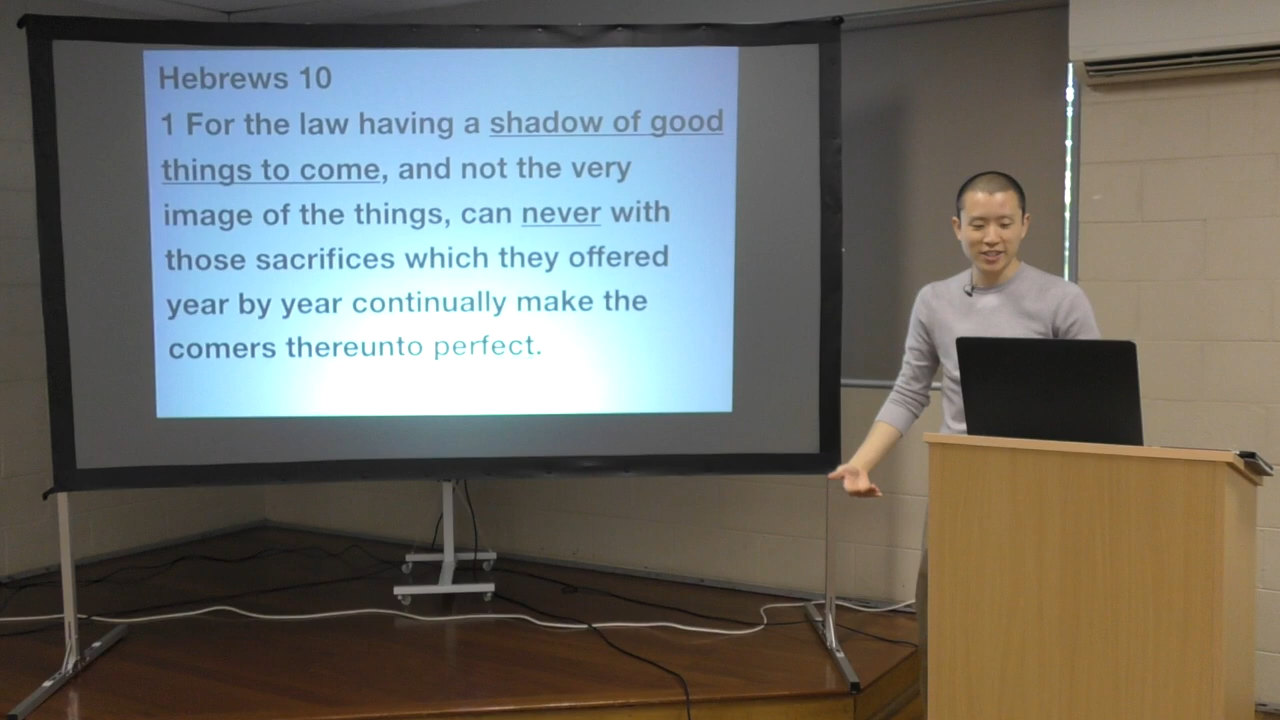 Hebrews 10
1 For the law having a shadow of good
things to come, and not the very
image of the things, can never with
those sacrifices which they offered
year by year continually make the
comers thereunto perfect.